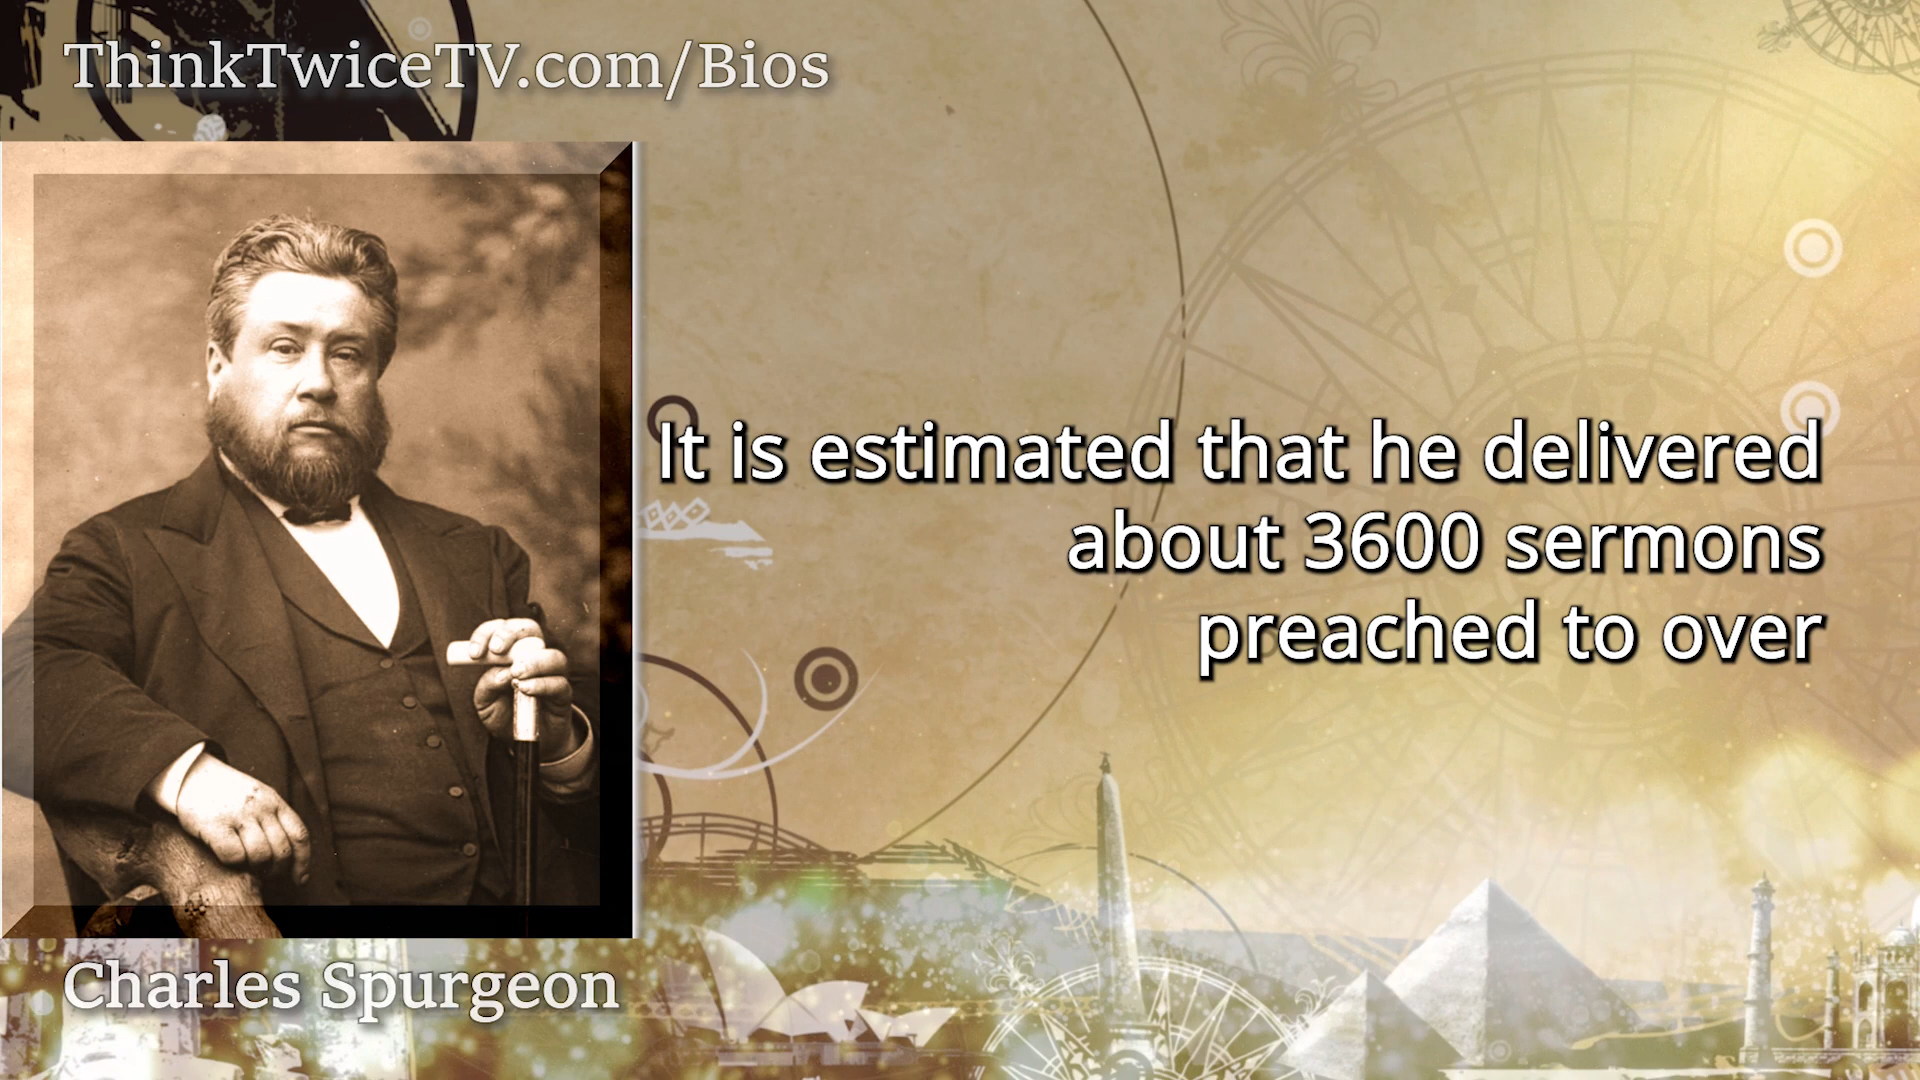 ThinkTwiceTV.com/Bios
It is estimated that he delivered
about 3600 sermons
preached to over
Charles Spurgeon